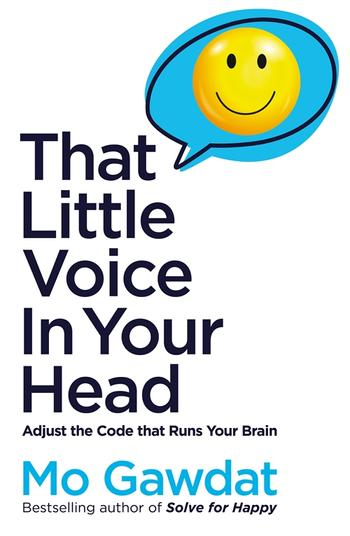 That
Little
Voice
In Your
Head
Adjust the Code that Runs Your Brain
Mo Gawdat
Bestselling author of Solve for Happy